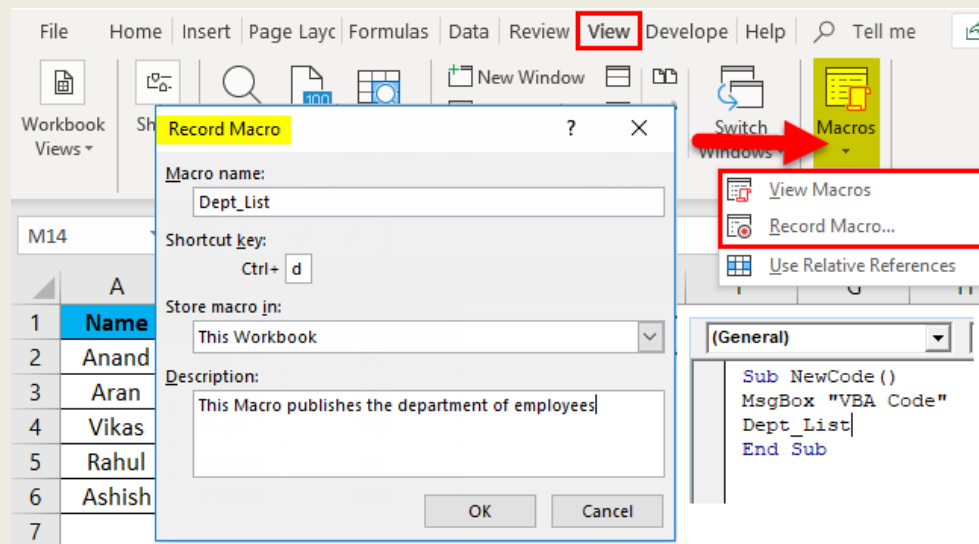 File Home Insert Page Layc Formulas Data Review View Develope Help Tell me
New Window
100
Workbook Views
Sh
Switch Windows
Macros
View Macros
Record Macro...
Use Relative References
Record Macro ? ×
Macro name:
Dept_List
Shortcut key:
Ctrl+ d
Store macro in:
This Workbook
Description:
This Macro publishes the department of employees
OK Cancel
M14
A
1 Name
2 Anand
3 Aran
4 Vikas
5 Rahul
6 Ashish
7
(General)
Sub NewCode()
MsgBox "VBA Code"
Dept_List
End Sub